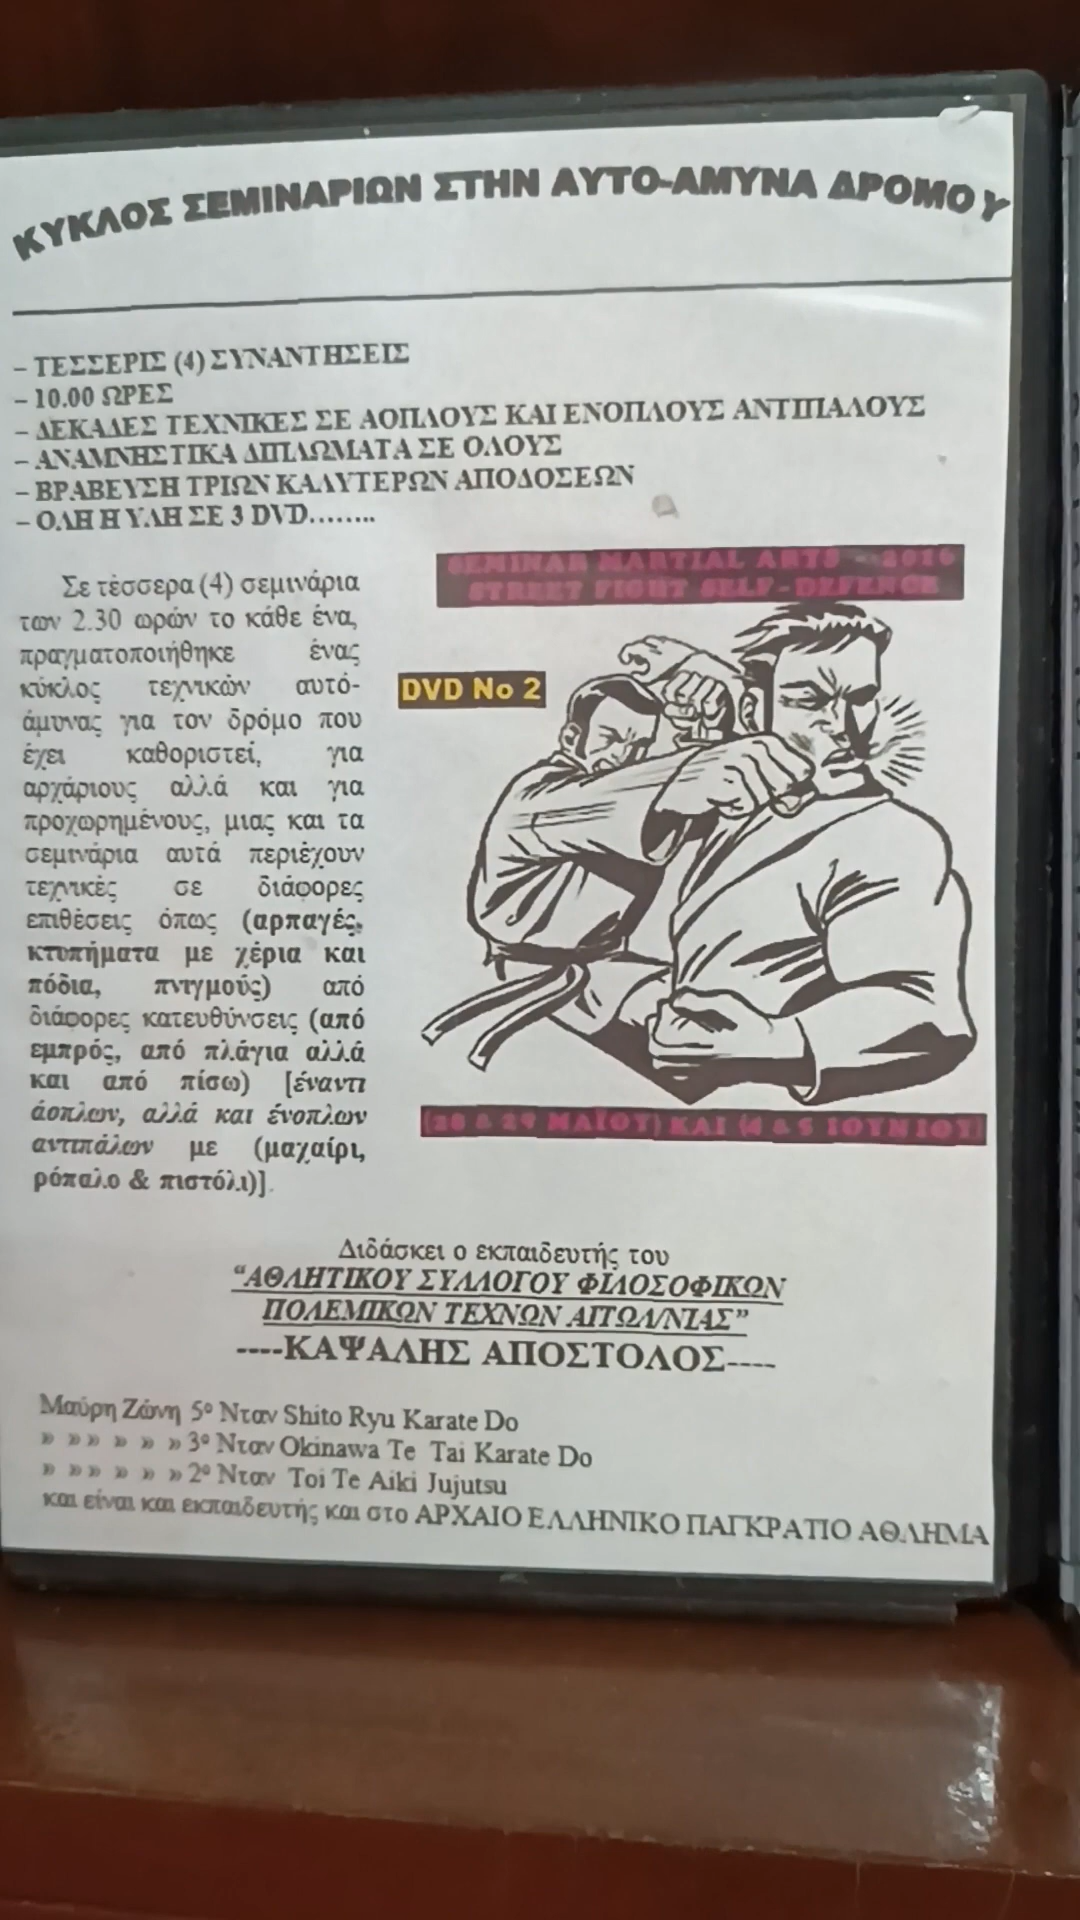 ΚΥΚΛΟΣ ΣΕΜΙΝΑΡΙΩΝ ΣΤΗΝ ΑΥΤΟ-ΑΜΥΝΑ ΔΡΟΜΟΥ
- ΤΕΣΣΕΡΙΣ (4) ΣΥΝΑΝΤΗΣΕΙΣ
- 10.00 ΩΡΕΣ
- ΔΕΚΑΔΕΣ ΤΕΧΝΙΚΕΣ ΣΕ ΑΟΠΛΟΥΣ ΚΑΙ ΕΝΟΠΛΟΥΣ ΑΝΤΙΠΑΛΟΥΣ
- ΑΝΑΜΝΗΣΤΙΚΑ ΔΙΠΛΩΜΑΤΑ ΣΕ ΟΛΟΥΣ
- ΒΡΑΒΕΥΣΗ ΤΡΙΩΝ ΚΑΛΥΤΕΡΩΝ ΑΠΟΔΟΣΕΩΝ
- ΟΛΗ Η ΥΛΗ ΣΕ 3 DVD........
Σε τέσσερα (4) σεμινάρια
των 2.30 ωρών το κάθε ένα,
πραγματοποιήθηκε ένας
κύκλος τεχνικών αυτό-
άμυνας για τον δρόμο που
έχει καθοριστεί, για
αρχάριους αλλά και για
προχωρημένους, μιας και τα
σεμινάρια αυτά περιέχουν
τεχνικές σε διάφορες
επιθέσεις όπως (αρπαγές,
κτυπήματα με χέρια και
πόδια, πνιγμούς) από
διάφορες κατευθύνσεις (από
εμπρός, από πλάγια αλλά
και από πίσω) [έναντι
άοπλων, αλλά και ένοπλων
αντιπάλων με (μαχαίρι,
ρόπαλο & πιστόλι)].
SEMINAR MARTIAL ARTS - 2016
STREET FIGHT SELF-DEFENCE
DVD No 2
(28 & 29 ΜΑΪΟΥ) ΚΑΙ (4 & 5 ΙΟΥΝΙΟΥ)
Διδάσκει ο εκπαιδευτής του
“ΑΘΛΗΤΙΚΟΥ ΣΥΛΛΟΓΟΥ ΦΙΛΟΣΟΦΙΚΩΝ
ΠΟΛΕΜΙΚΩΝ ΤΕΧΝΩΝ ΑΙΤΩΛ/ΝΙΑΣ”
----ΚΑΨΑΛΗΣ ΑΠΟΣΤΟΛΟΣ----
Μαύρη Ζώνη 5º Νταν Shito Ryu Karate Do
» »» » » » 3º Νταν Okinawa Te Tai Karate Do
» »» » » » 2º Νταν Toi Te Aiki Jujutsu
και είναι και εκπαιδευτής και στο ΑΡΧΑΙΟ ΕΛΛΗΝΙΚΟ ΠΑΓΚΡΑΤΙΟ ΑΘΛΗΜΑ